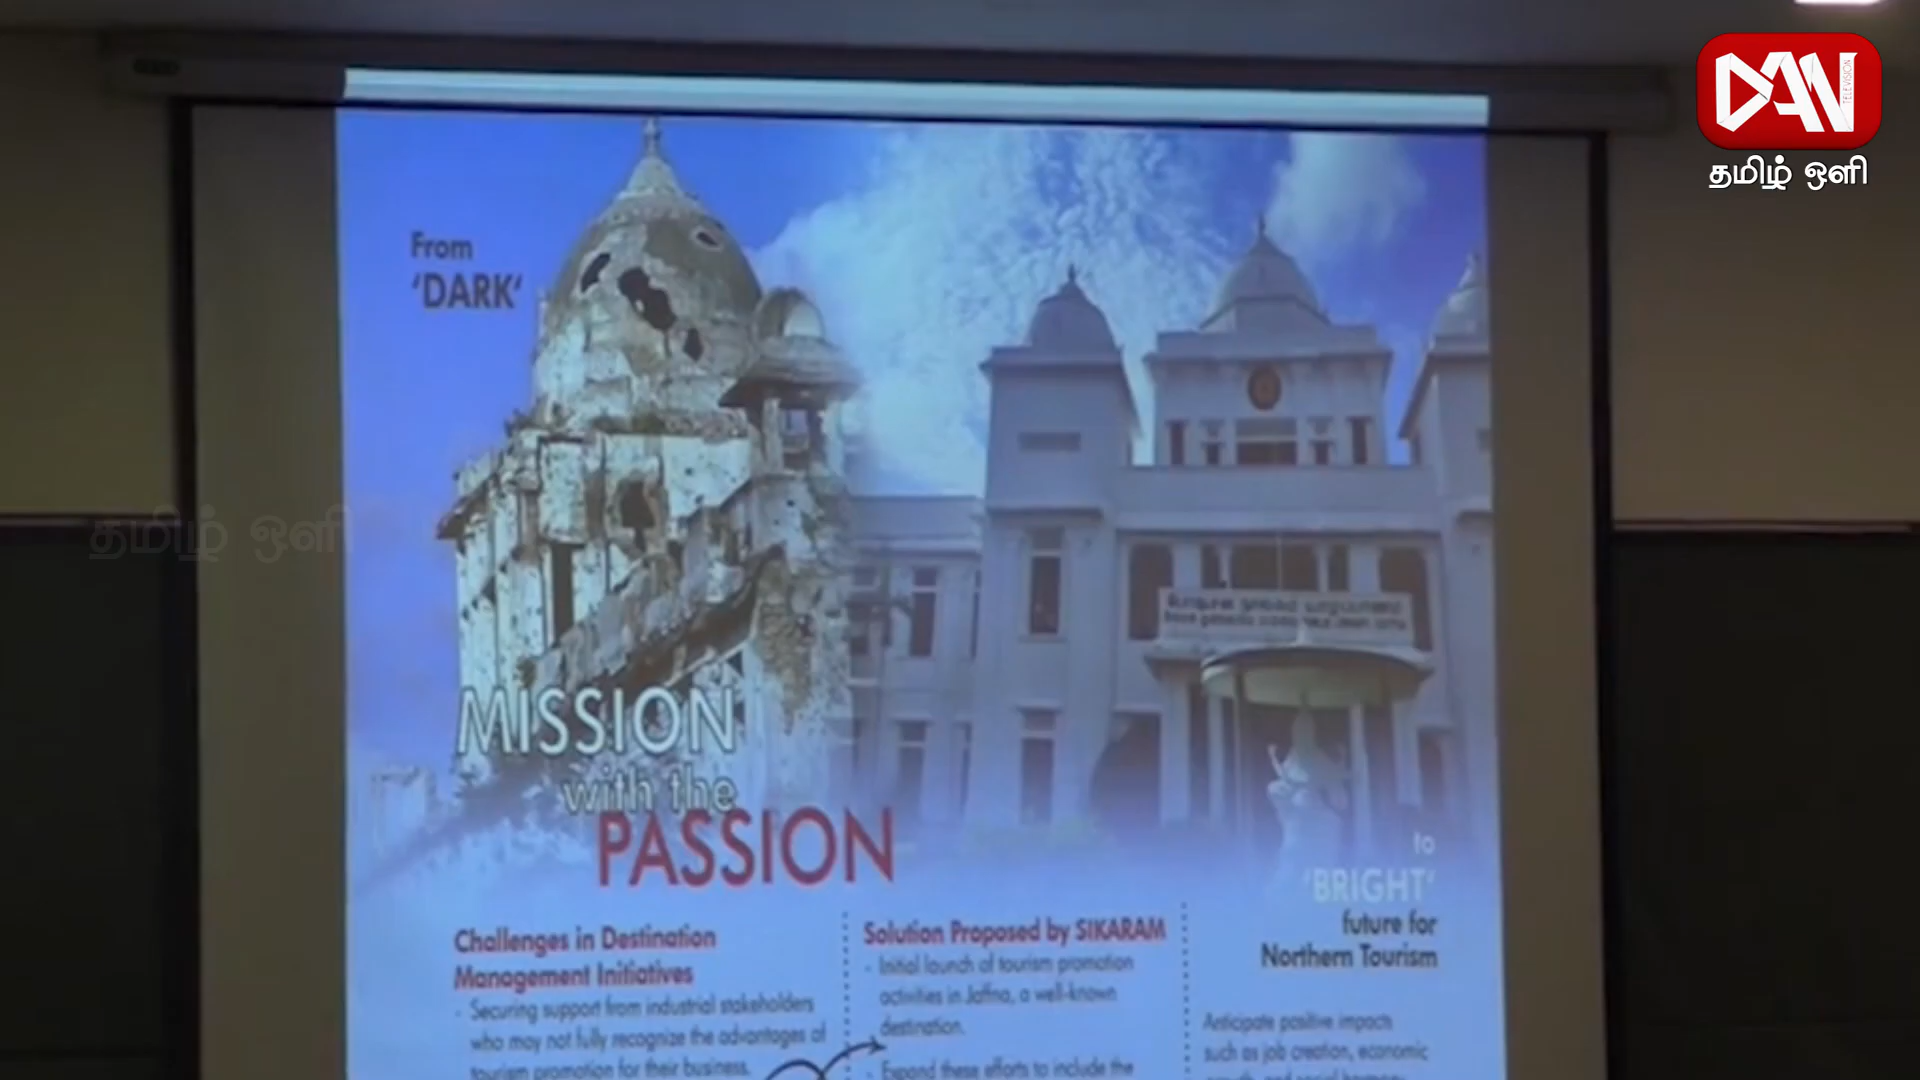 DAN
TELEVISION
தமிழ் ஒளி
தமிழ் ஒளி
From
'DARK'
MISSION
with the
PASSION
to
'BRIGHT'
future for
Northern Tourism
Challenges in Destination
Management Initiatives
- Securing support from industrial stakeholders
who may not fully recognize the advantages of
tourism promotion for their business.
Solution Proposed by SIKARAM
- Initial launch of tourism promotion
activities in Jaffna, a well-known
destination.
- Expand these efforts to include the
Anticipate positive impacts
such as job creation, economic